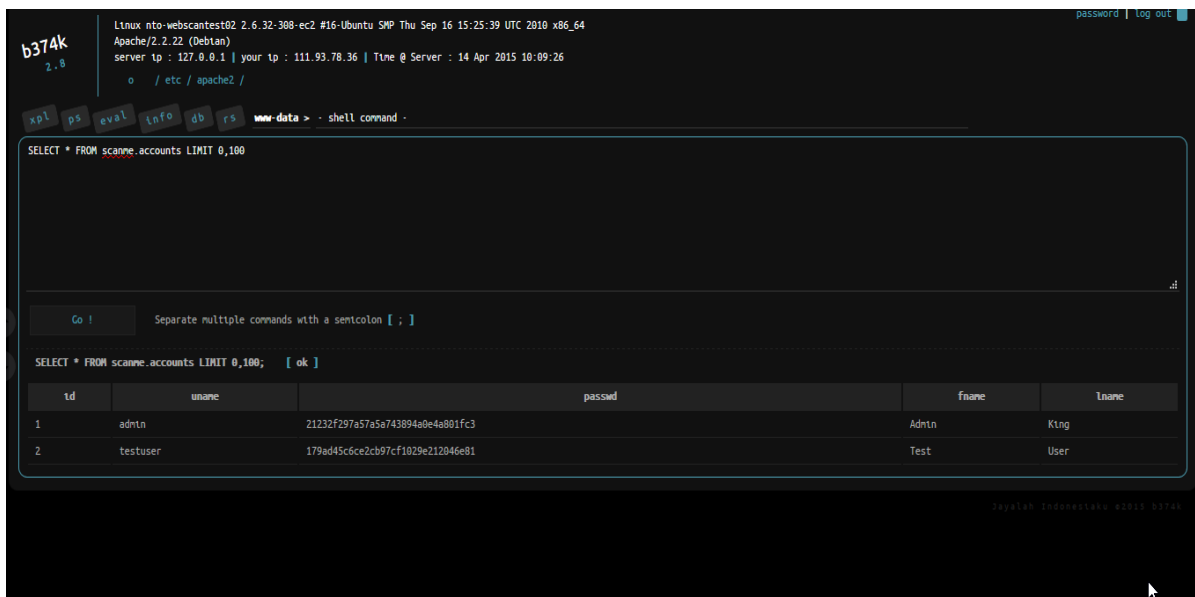 password | log out
b374k
2.8
Linux nto-webscantest02 2.6.32-308-ec2 #16-Ubuntu SMP Thu Sep 16 15:25:39 UTC 2010 x86_64
Apache/2.2.22 (Debian)
server ip : 127.0.0.1 | your ip : 111.93.78.36 | Time @ Server : 14 Apr 2015 10:09:26
o / etc / apache2 /
xpl ps eval info db rs www-data > - shell command -
SELECT * FROM scanme.accounts LIMIT 0,100
Go ! Separate multiple commands with a semicolon [ ; ]
SELECT * FROM scanme.accounts LIMIT 0,100; [ ok ]
id uname passwd fname lname
1 admin 21232f297a57a5a743894a0e4a801fc3 Admin King
2 testuser 179ad45c6ce2cb97cf1029e212046e81 Test User
Jayalah Indonesiaku ©2015 b374k